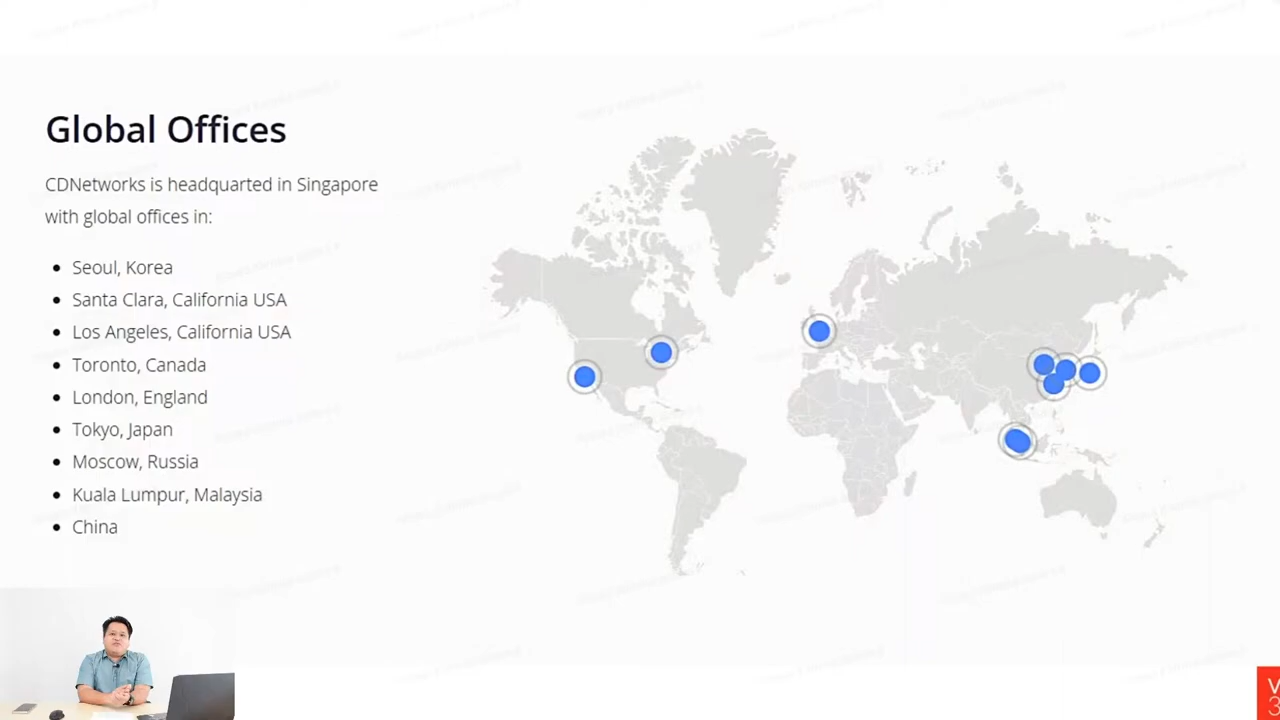 Global Offices
CDNetworks is headquarted in Singapore
with global offices in:
• Seoul, Korea
• Santa Clara, California USA
• Los Angeles, California USA
• Toronto, Canada
• London, England
• Tokyo, Japan
• Moscow, Russia
• Kuala Lumpur, Malaysia
• China
V
3